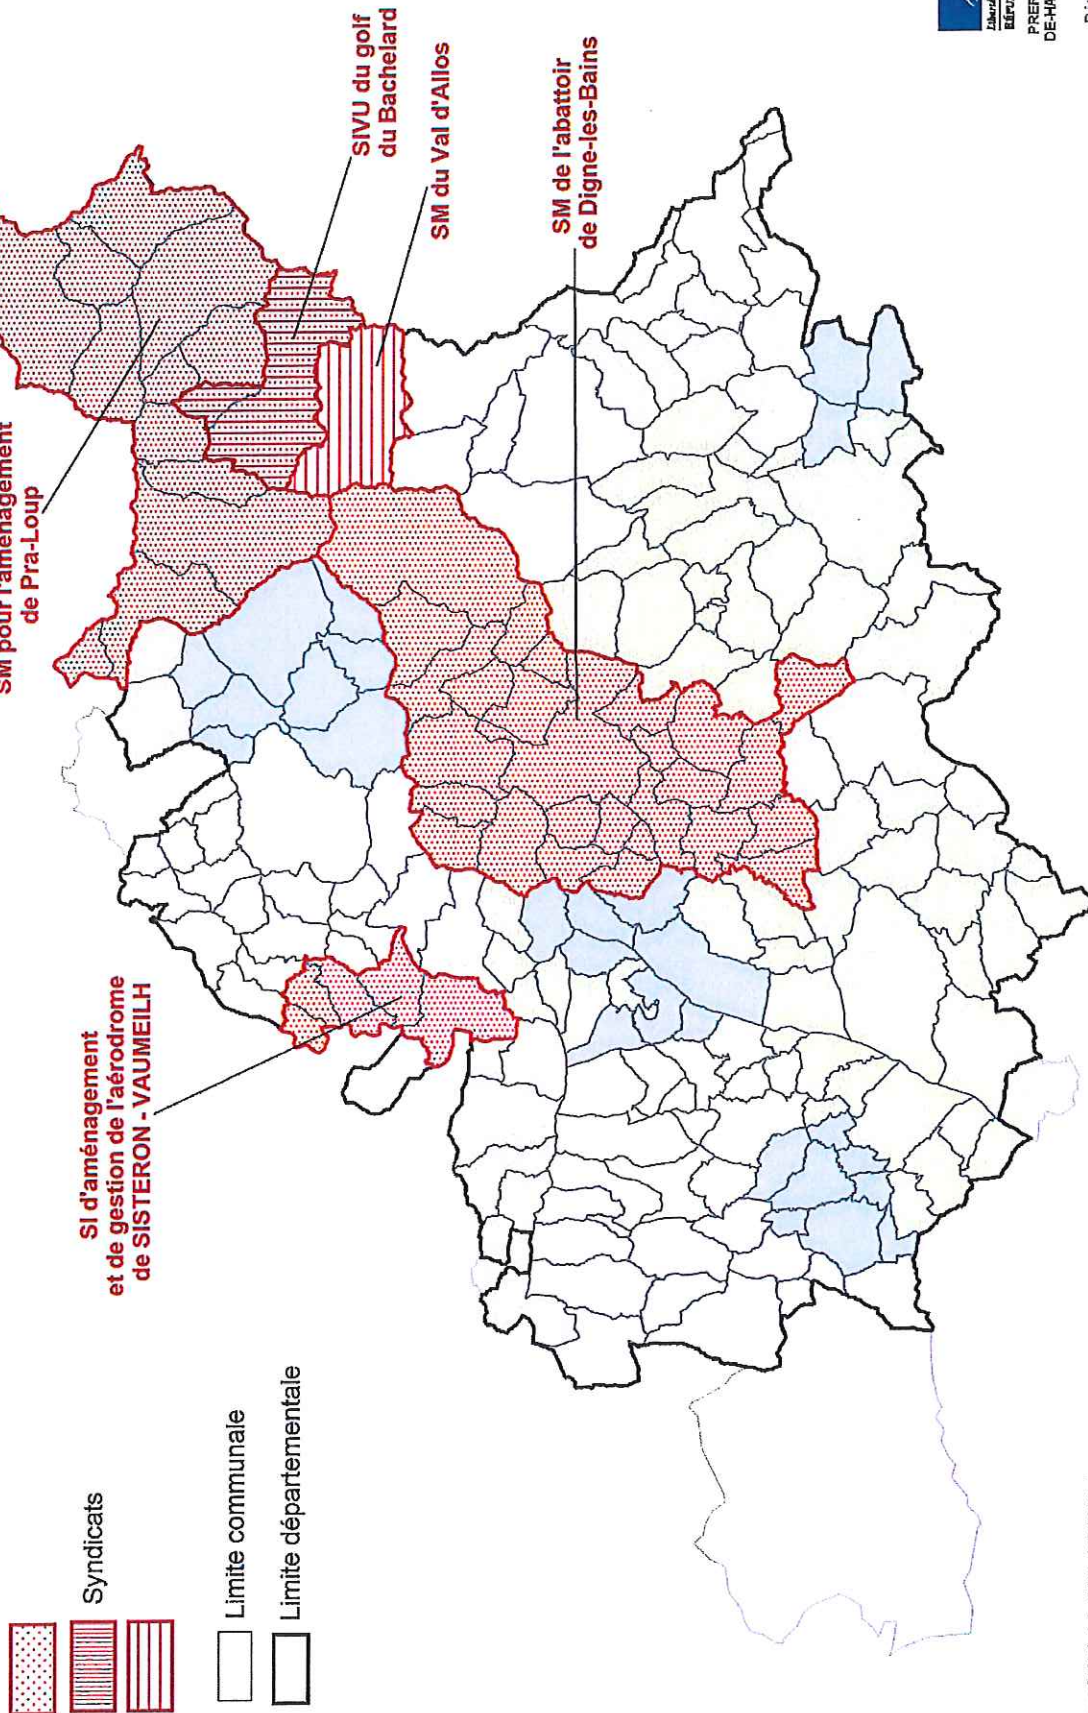 SM pour l'aménagement
de Pra-Loup
SIVU du golf
du Bachelard
SM du Val d'Allos
SM de l'abattoir
de Digne-les-Bains
SI d'aménagement
et de gestion de l'aérodrome
de SISTERON - VAUMEILH
Syndicats
Limite communale
Limite départementale
PREF
DE-HA